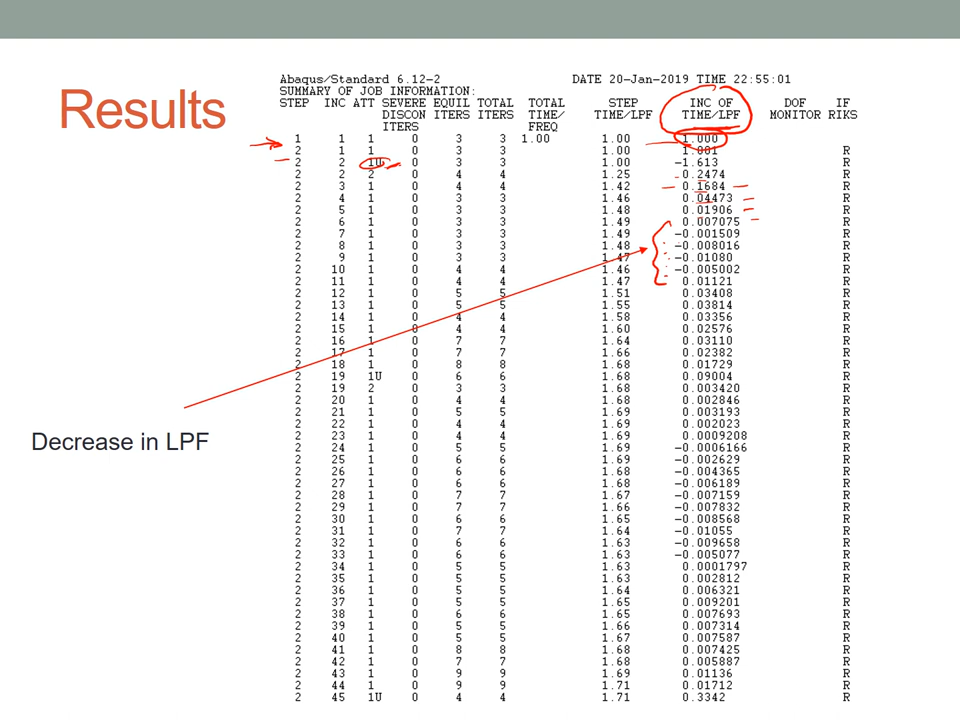 Results
Abaqus/Standard 6.12-2 DATE 20-Jan-2019 TIME 22:55:01
SUMMARY OF JOB INFORMATION:
STEP INC ATT SEVERE EQUIL TOTAL TOTAL STEP INC OF DOF IF
DISCON ITERS ITERS TIME/ TIME/LPF TIME/LPF MONITOR RIKS
ITERS FREQ
1 1 1 0 3 3 1.00 1.00 1.000
2 1 1 0 3 3 1.00 1.001 R
2 2 1U 0 3 3 1.00 -1.613 R
2 2 2 0 4 4 1.25 0.2474 R
2 3 1 0 4 4 1.42 0.1684 R
2 4 1 0 3 3 1.46 0.04473 R
2 5 1 0 3 3 1.48 0.01906 R
2 6 1 0 3 3 1.49 0.007075 R
2 7 1 0 3 3 1.49 -0.001509 R
2 8 1 0 3 3 1.48 -0.008016 R
2 9 1 0 3 3 1.47 -0.01080 R
2 10 1 0 4 4 1.46 -0.005002 R
2 11 1 0 4 4 1.47 0.01121 R
2 12 1 0 5 5 1.51 0.03408 R
2 13 1 0 5 5 1.55 0.03814 R
2 14 1 0 4 4 1.58 0.03356 R
2 15 1 0 4 4 1.60 0.02576 R
2 16 1 0 7 7 1.64 0.03110 R
2 17 1 0 7 7 1.66 0.02382 R
2 18 1 0 8 8 1.68 0.01729 R
2 19 1U 0 6 6 1.68 0.09004 R
2 19 2 0 3 3 1.68 0.003420 R
2 20 1 0 4 4 1.68 0.002846 R
2 21 1 0 5 5 1.69 0.003193 R
2 22 1 0 4 4 1.69 0.002023 R
2 23 1 0 4 4 1.69 0.0009208 R
2 24 1 0 5 5 1.69 -0.0006166 R
2 25 1 0 6 6 1.69 -0.002629 R
2 26 1 0 6 6 1.68 -0.004365 R
2 27 1 0 6 6 1.68 -0.006189 R
2 28 1 0 7 7 1.67 -0.007159 R
2 29 1 0 7 7 1.66 -0.007832 R
2 30 1 0 6 6 1.65 -0.008568 R
2 31 1 0 7 7 1.64 -0.01055 R
2 32 1 0 6 6 1.63 -0.009658 R
2 33 1 0 6 6 1.63 -0.005077 R
2 34 1 0 5 5 1.63 0.0001797 R
2 35 1 0 5 5 1.63 0.002812 R
2 36 1 0 5 5 1.64 0.006321 R
2 37 1 0 5 5 1.65 0.009201 R
2 38 1 0 6 6 1.65 0.007693 R
2 39 1 0 5 5 1.66 0.007314 R
2 40 1 0 5 5 1.67 0.007587 R
2 41 1 0 8 8 1.68 0.007425 R
2 42 1 0 7 7 1.68 0.005887 R
2 43 1 0 9 9 1.69 0.01136 R
2 44 1 0 9 9 1.71 0.01712 R
2 45 1U 0 4 4 1.71 0.3342 R
Decrease in LPF